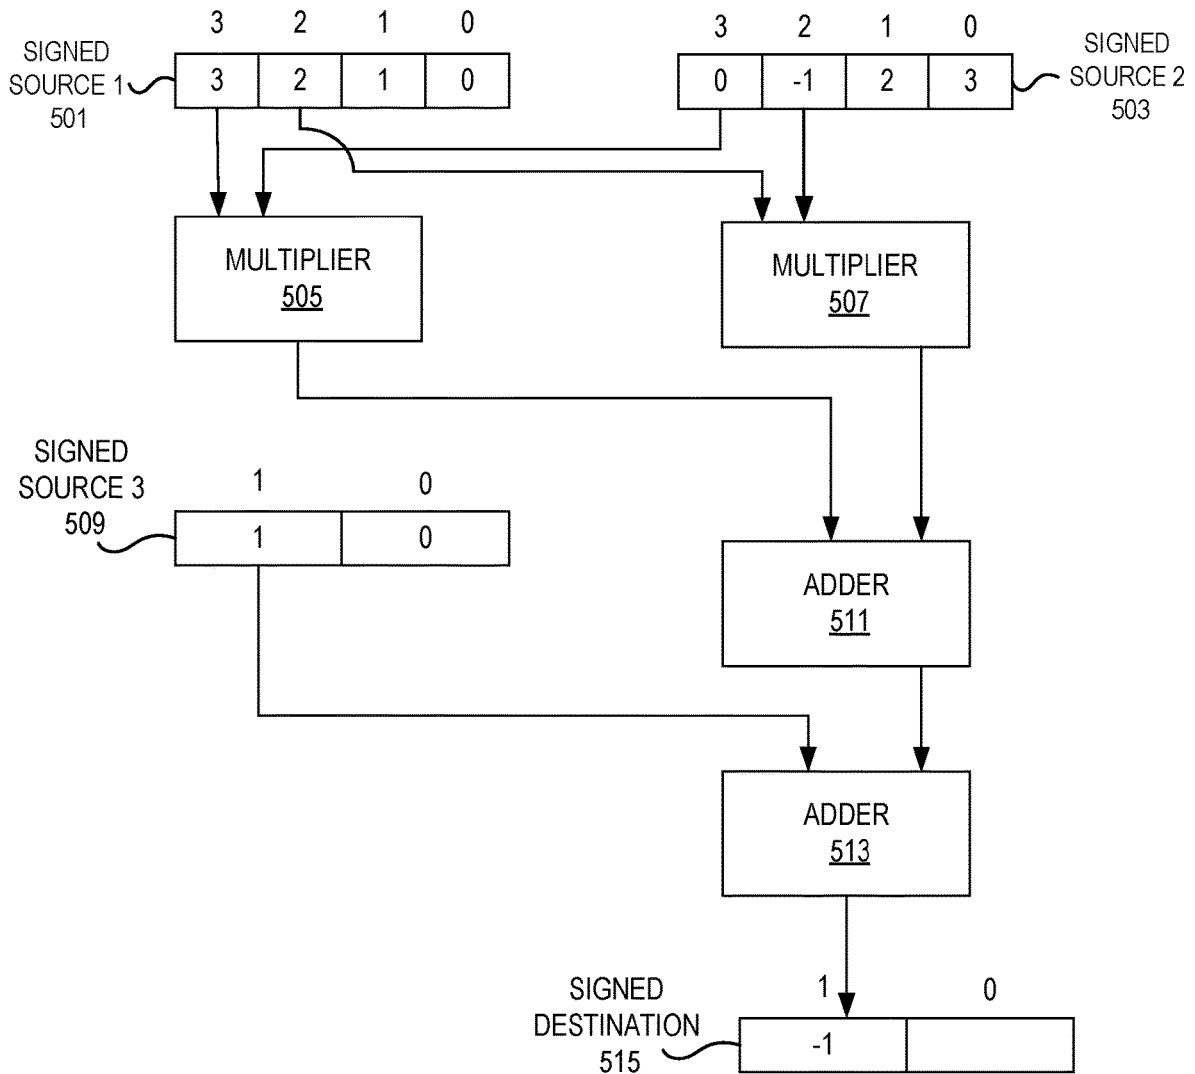 3 2 1 0
3 2 1 0
SIGNED
SOURCE 1
501
3 2 1 0
0 -1 2 3
SIGNED
SOURCE 2
503
MULTIPLIER
505
MULTIPLIER
507
SIGNED
SOURCE 3
509
1 0
1 0
ADDER
511
ADDER
513
SIGNED
DESTINATION
515
1 0
-1